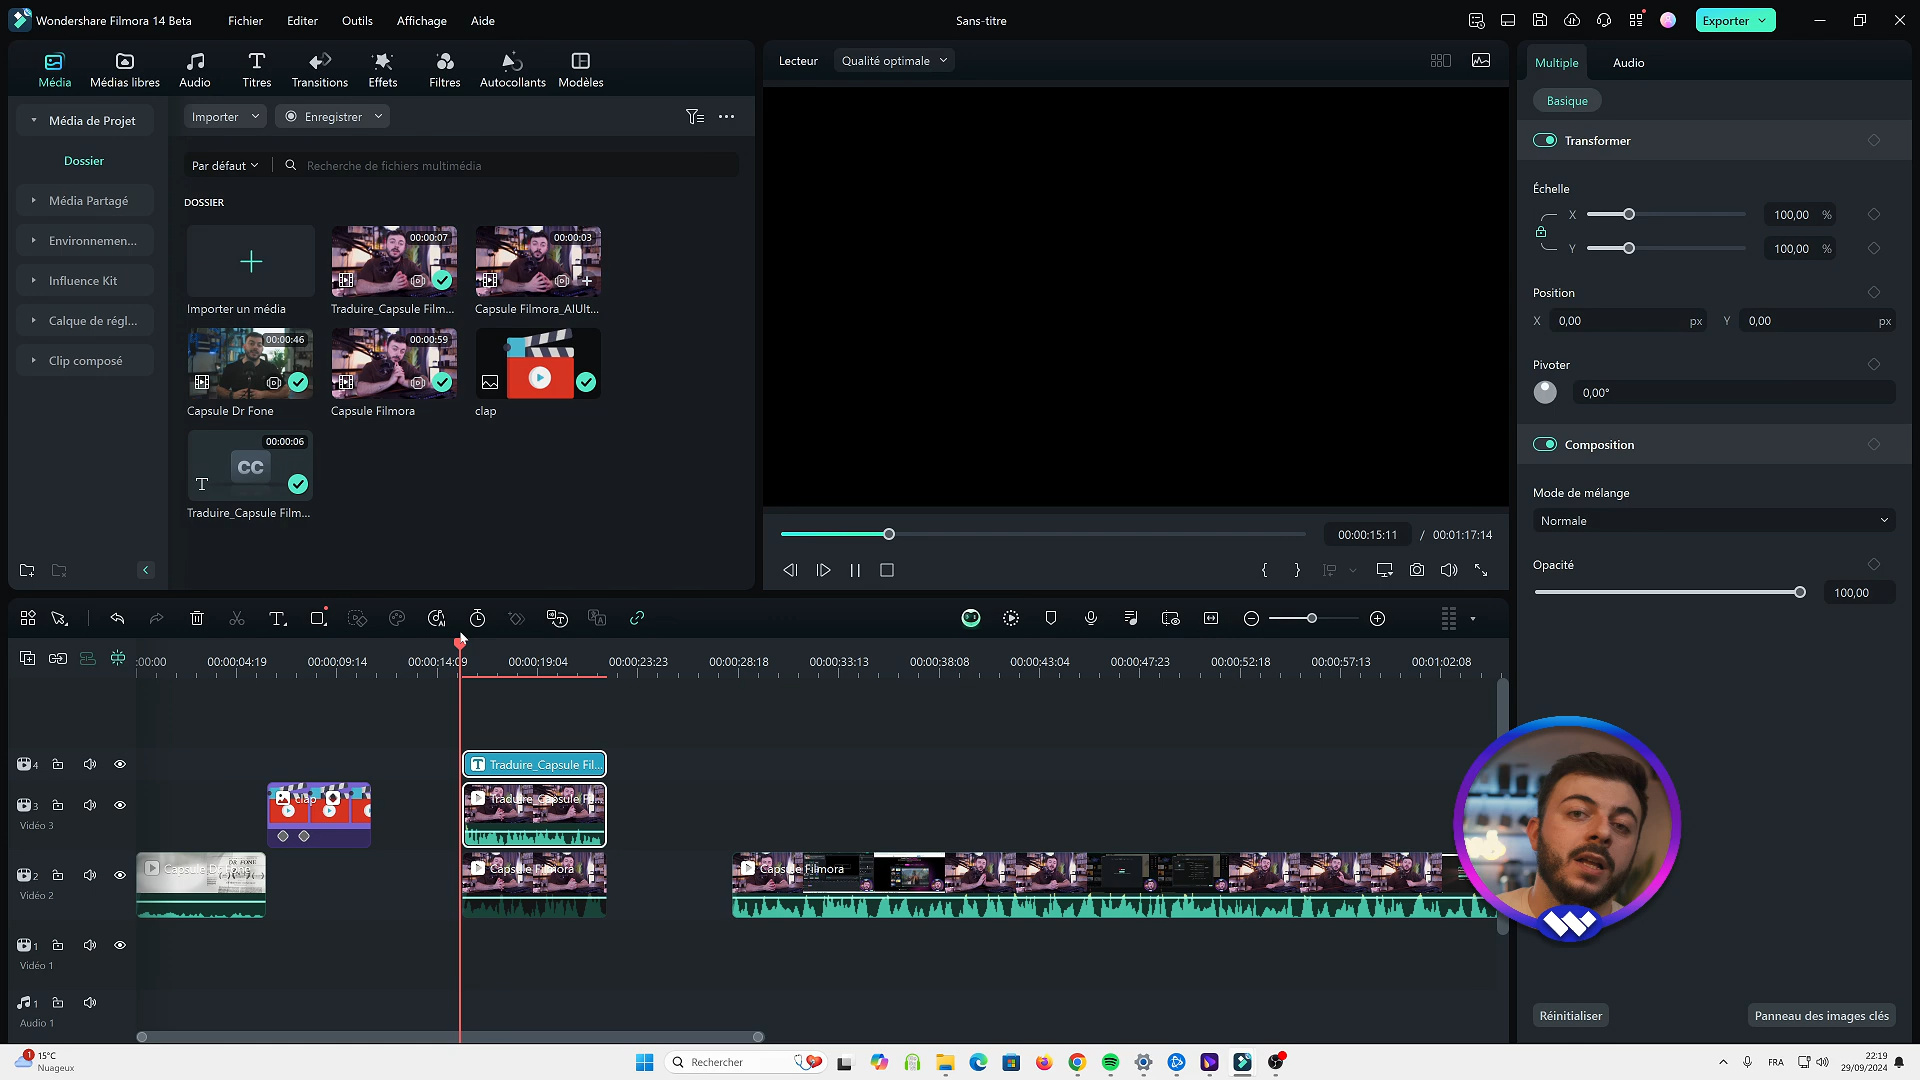 Wondershare Filmora 14 Beta
Fichier
Editer
Outils
Affichage
Aide
Sans-titre
Exporter
Média
Médias libres
Audio
Titres
Transitions
Effets
Filtres
Autocollants
Modèles
Lecteur
Qualité optimale
Multiple
Audio
Média de Projet
Dossier
Média Partagé
Environnemen...
Influence Kit
Calque de régl...
Clip composé
Importer
Enregistrer
Par défaut
Recherche de fichiers multimédia
DOSSIER
Importer un média
00:00:07
Traduire_Capsule Film...
00:00:03
Capsule Filmora_AIUlt...
00:00:46
Capsule Dr Fone
00:00:59
Capsule Filmora
clap
00:00:06
CC
T
Traduire_Capsule Film...
00:00:15:11 / 00:01:17:14
Basique
Transformer
Échelle
X 100,00 %
Y 100,00 %
Position
X 0,00 px Y 0,00 px
Pivoter
0,00°
Composition
Mode de mélange
Normale
Opacité
100,00
Réinitialiser
Panneau des images clés
:00:00 00:00:04:19 00:00:09:14 00:00:14:09 00:00:19:04 00:00:23:23 00:00:28:18 00:00:33:13 00:00:38:08 00:00:43:04 00:00:47:23 00:00:52:18 00:00:57:13 00:01:02:08
4
T Traduire_Capsule Fil...
3
Vidéo 3
clap
Traduire_Capsule Fil...
2
Vidéo 2
Capsule Dr Fone
DR FONE
Capsule Filmora
Capsule Filmora
1
Vidéo 1
1
Audio 1
1
15°C
Nuageux
Rechercher
FRA
22:19
29/09/2024